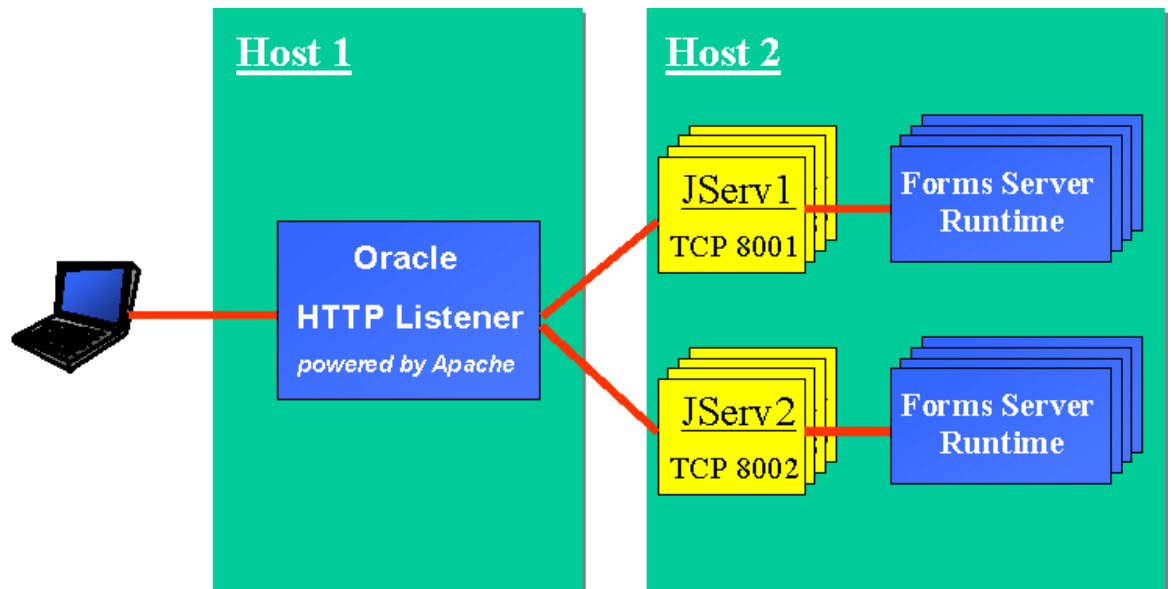 Host 1
Host 2
Oracle
HTTP Listener
powered by Apache
JServ1
TCP 8001
Forms Server
Runtime
JServ2
TCP 8002
Forms Server
Runtime